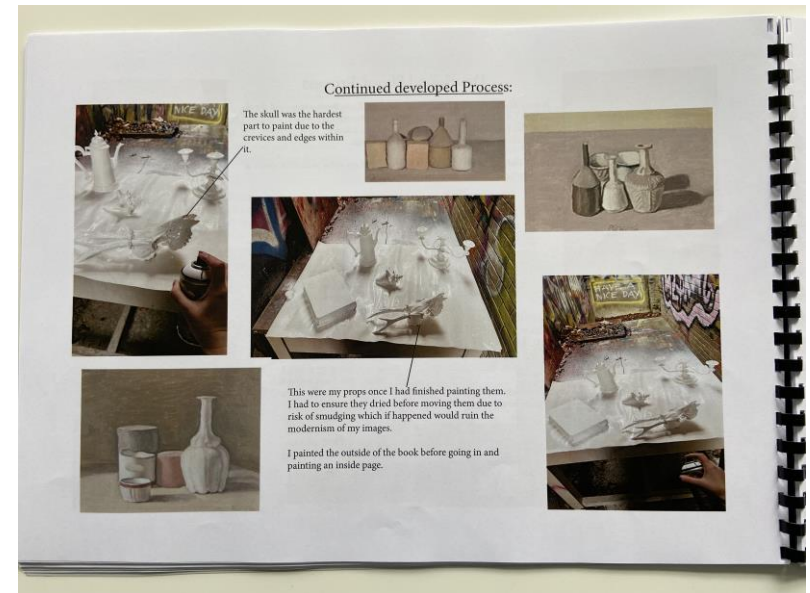 Continued developed Process:
The skull was the hardest
part to paint due to the
crevices and edges within
it.
NICE DAY
HAVE A
NICE DAY
This were my props once I had finished painting them.
I had to ensure they dried before moving them due to
risk of smudging which if happened would ruin the
modernism of my images.
I painted the outside of the book before going in and
painting an inside page.